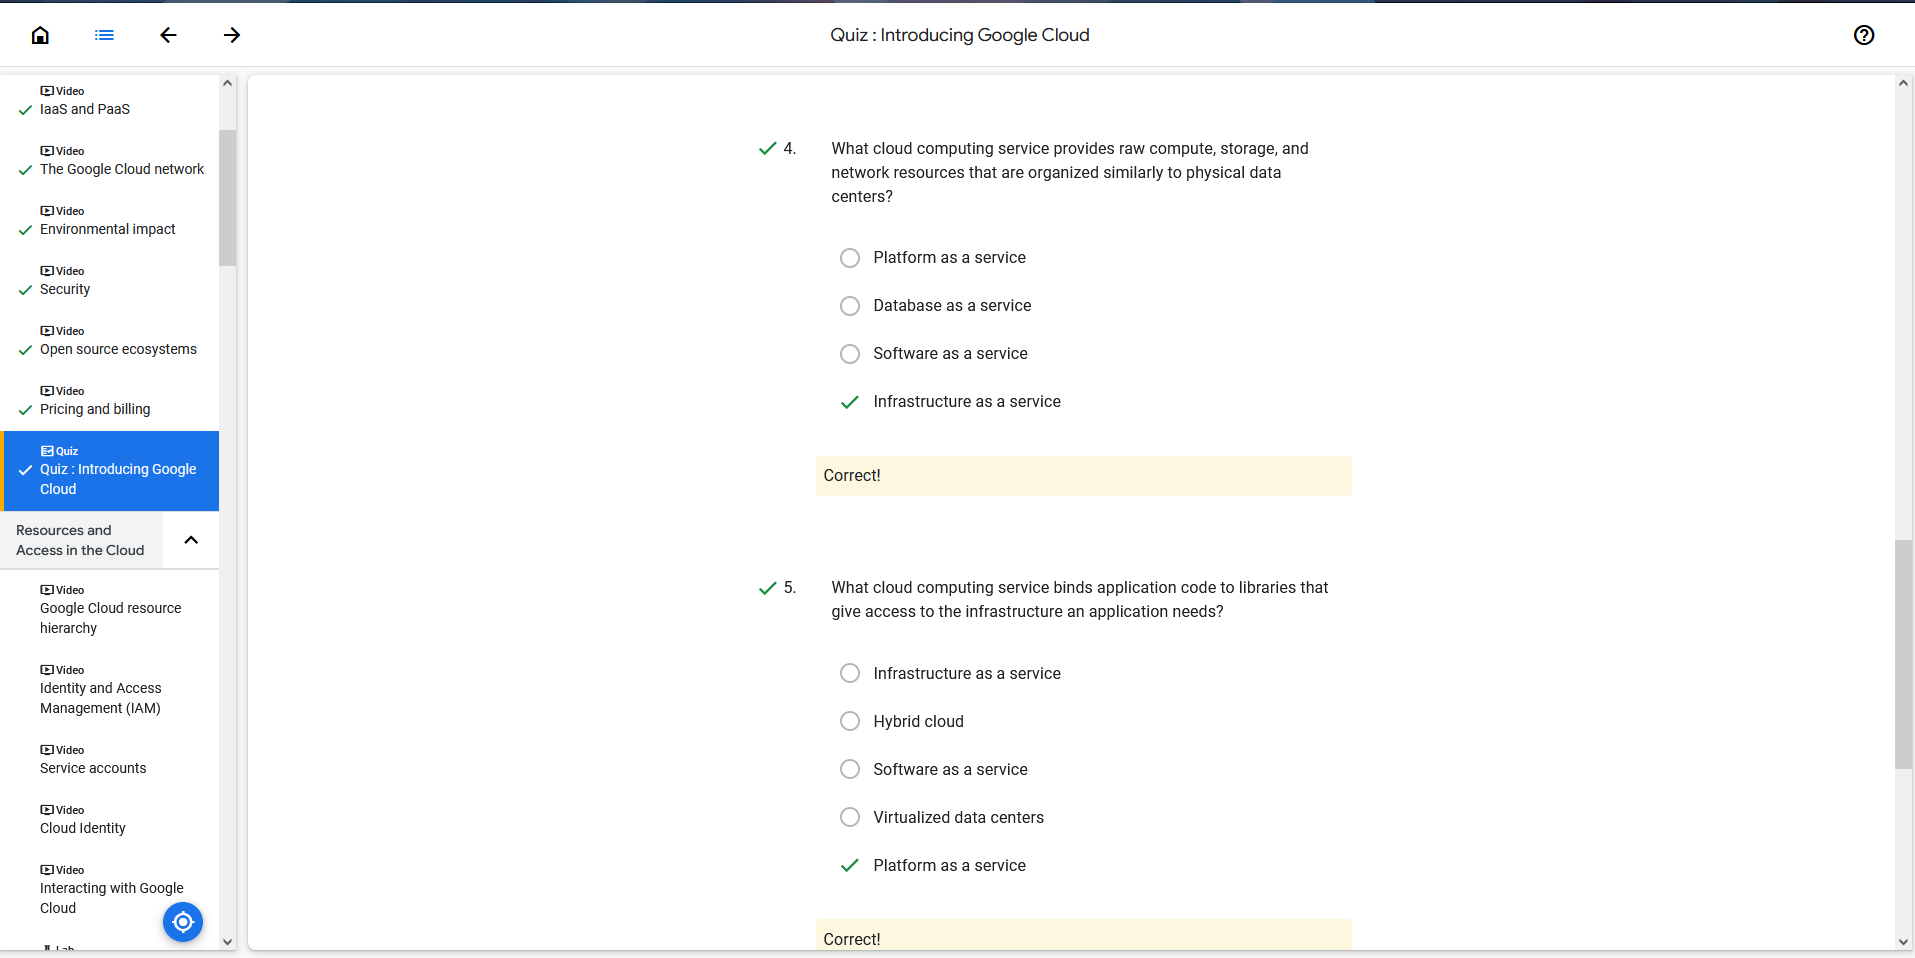 Quiz : Introducing Google Cloud
Video
IaaS and PaaS
Video
The Google Cloud network
Video
Environmental impact
Video
Security
Video
Open source ecosystems
Video
Pricing and billing
Quiz
Quiz : Introducing Google
Cloud
Resources and
Access in the Cloud
Video
Google Cloud resource
hierarchy
Video
Identity and Access
Management (IAM)
Video
Service accounts
Video
Cloud Identity
Video
Interacting with Google
Cloud
Lab
4.
What cloud computing service provides raw compute, storage, and
network resources that are organized similarly to physical data
centers?
Platform as a service
Database as a service
Software as a service
Infrastructure as a service
Correct!
5.
What cloud computing service binds application code to libraries that
give access to the infrastructure an application needs?
Infrastructure as a service
Hybrid cloud
Software as a service
Virtualized data centers
Platform as a service
Correct!